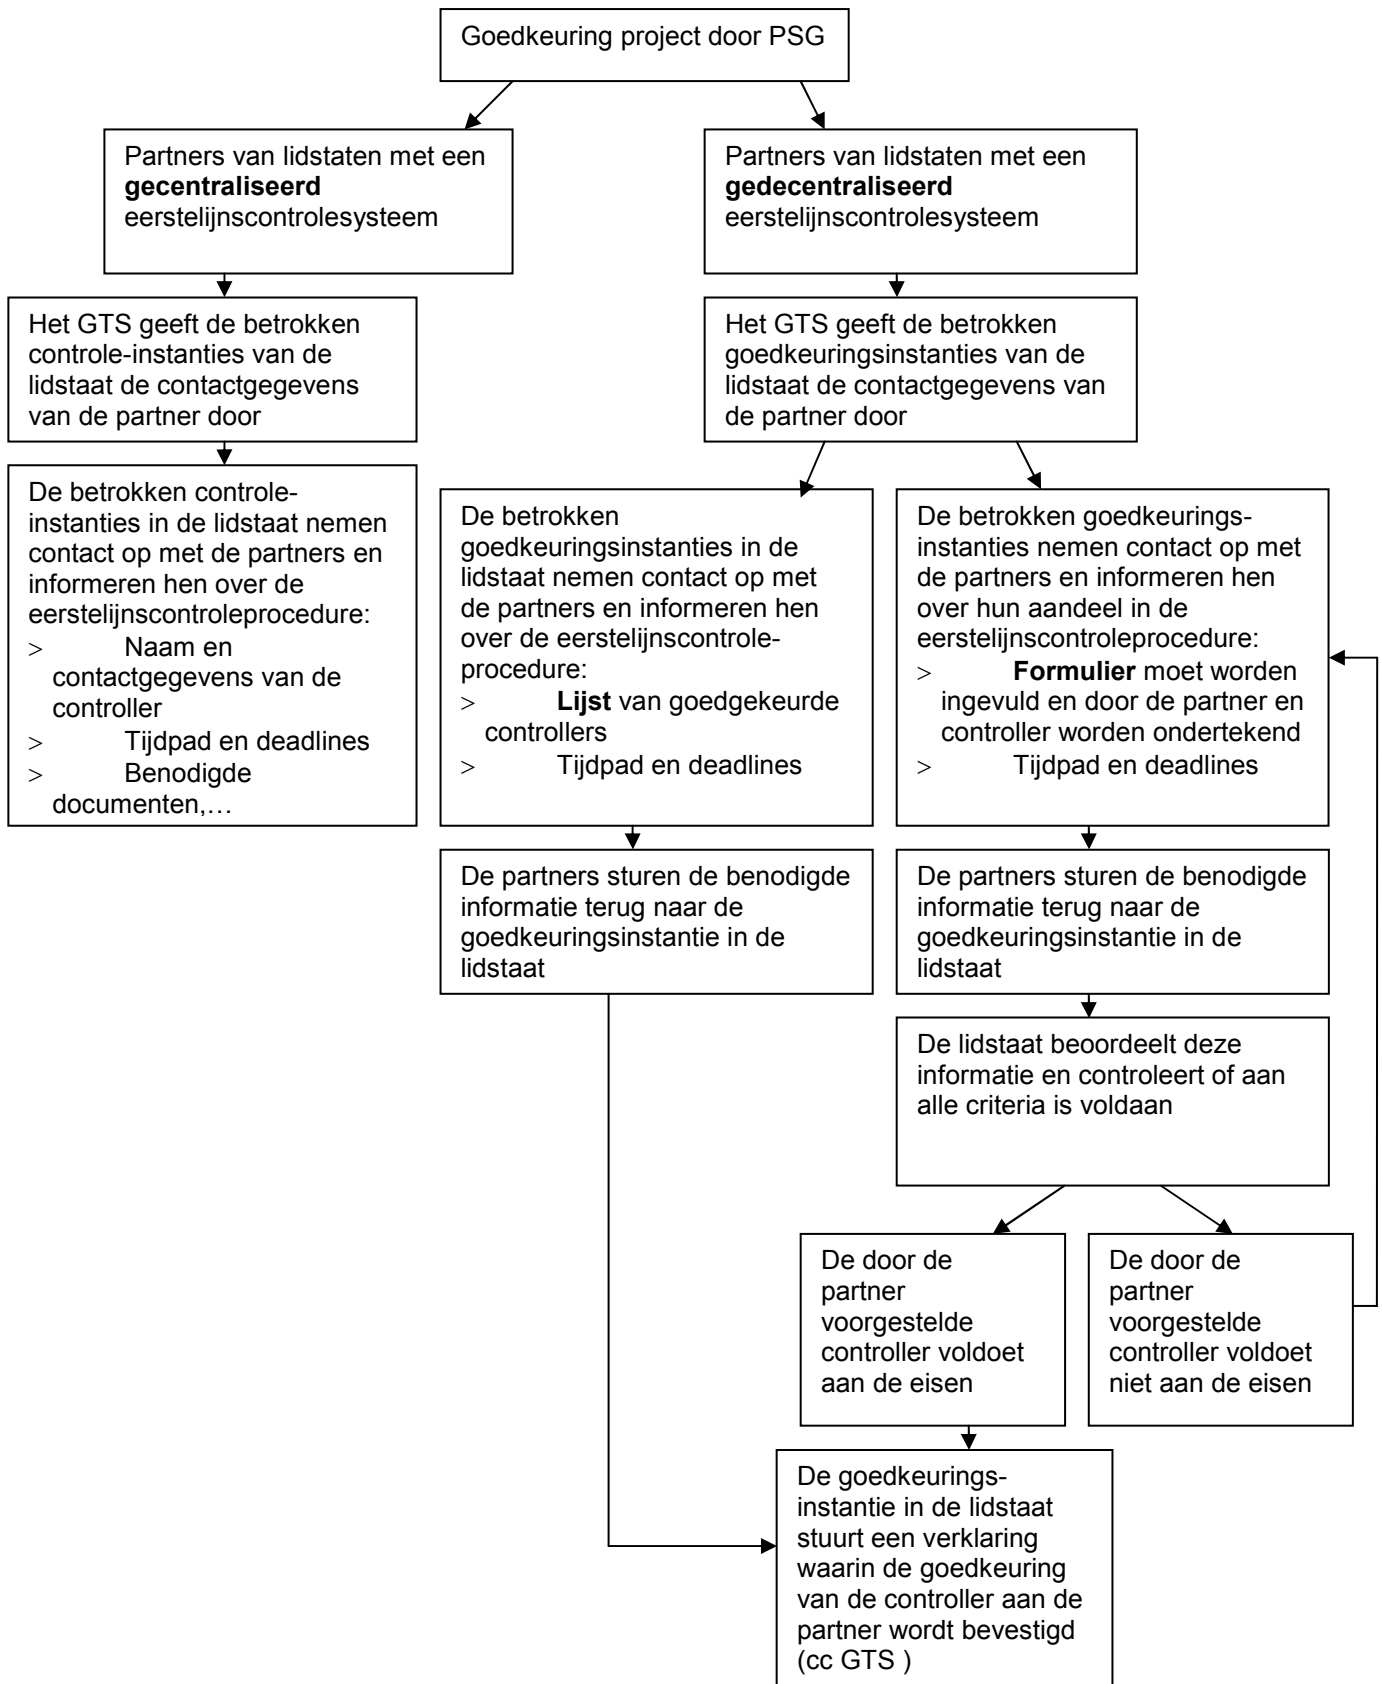 Goedkeuring project door PSG
Partners van lidstaten met een
gecentraliseerd
eerstelijnscontrolesysteem
Partners van lidstaten met een
gedecentraliseerd
eerstelijnscontrolesysteem
Het GTS geeft de betrokken
controle-instanties van de
lidstaat de contactgegevens
van de partner door
Het GTS geeft de betrokken
goedkeuringsinstanties van de
lidstaat de contactgegevens van
de partner door
De betrokken controle-
instanties in de lidstaat nemen
contact op met de partners en
informeren hen over de
eerstelijnscontroleprocedure:
> Naam en
contactgegevens van de
controller
> Tijdpad en deadlines
> Benodigde
documenten,…
De betrokken
goedkeuringsinstanties in de
lidstaat nemen contact op met
de partners en informeren hen
over de eerstelijnscontrole-
procedure:
> Lijst van goedgekeurde
controllers
> Tijdpad en deadlines
De betrokken goedkeurings-
instanties nemen contact op met
de partners en informeren hen
over hun aandeel in de
eerstelijnscontroleprocedure:
> Formulier moet worden
ingevuld en door de partner en
controller worden ondertekend
> Tijdpad en deadlines
De partners sturen de benodigde
informatie terug naar de
goedkeuringsinstantie in de
lidstaat
De partners sturen de benodigde
informatie terug naar de
goedkeuringsinstantie in de
lidstaat
De lidstaat beoordeelt deze
informatie en controleert of aan
alle criteria is voldaan
De door de
partner
voorgestelde
controller voldoet
aan de eisen
De door de
partner
voorgestelde
controller voldoet
niet aan de eisen
De goedkeurings-
instantie in de lidstaat
stuurt een verklaring
waarin de goedkeuring
van de controller aan de
partner wordt bevestigd
(cc GTS )